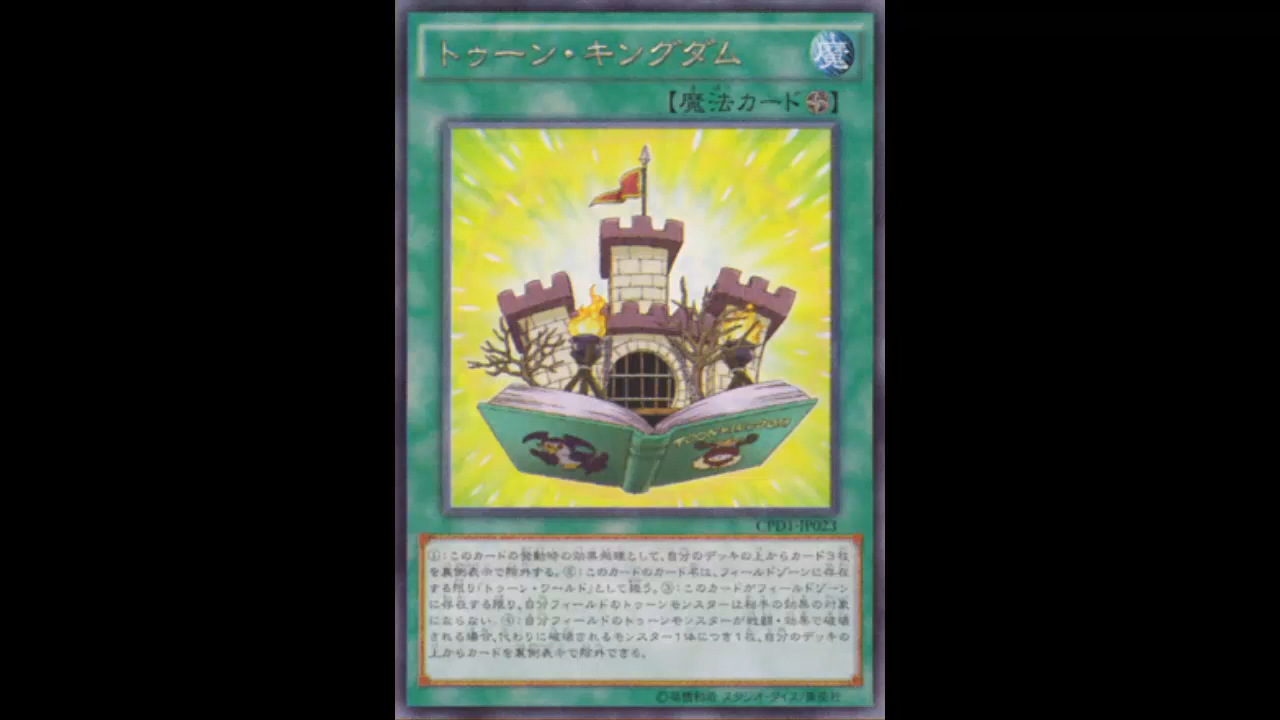 トゥーン・キングダム
魔
【魔法カード】
CPD1-JP023
①:このカードの発動時の効果処理として、自分のデッキの上からカード3枚
を裏側表示で除外する。②:このカードのカード名は、フィールドゾーンに存在
する限り「トゥーン・ワールド」として扱う。③:このカードがフィールドゾーン
に存在する限り、自分フィールドのトゥーンモンスターは相手の効果の対象
にならない。④:自分フィールドのトゥーンモンスターが戦闘・効果で破壊
される場合、代わりに破壊されるモンスター1体につき1枚、自分のデッキの
上からカードを裏側表示で除外できる。
©高橋和希 スタジオ・ダイス/集英社